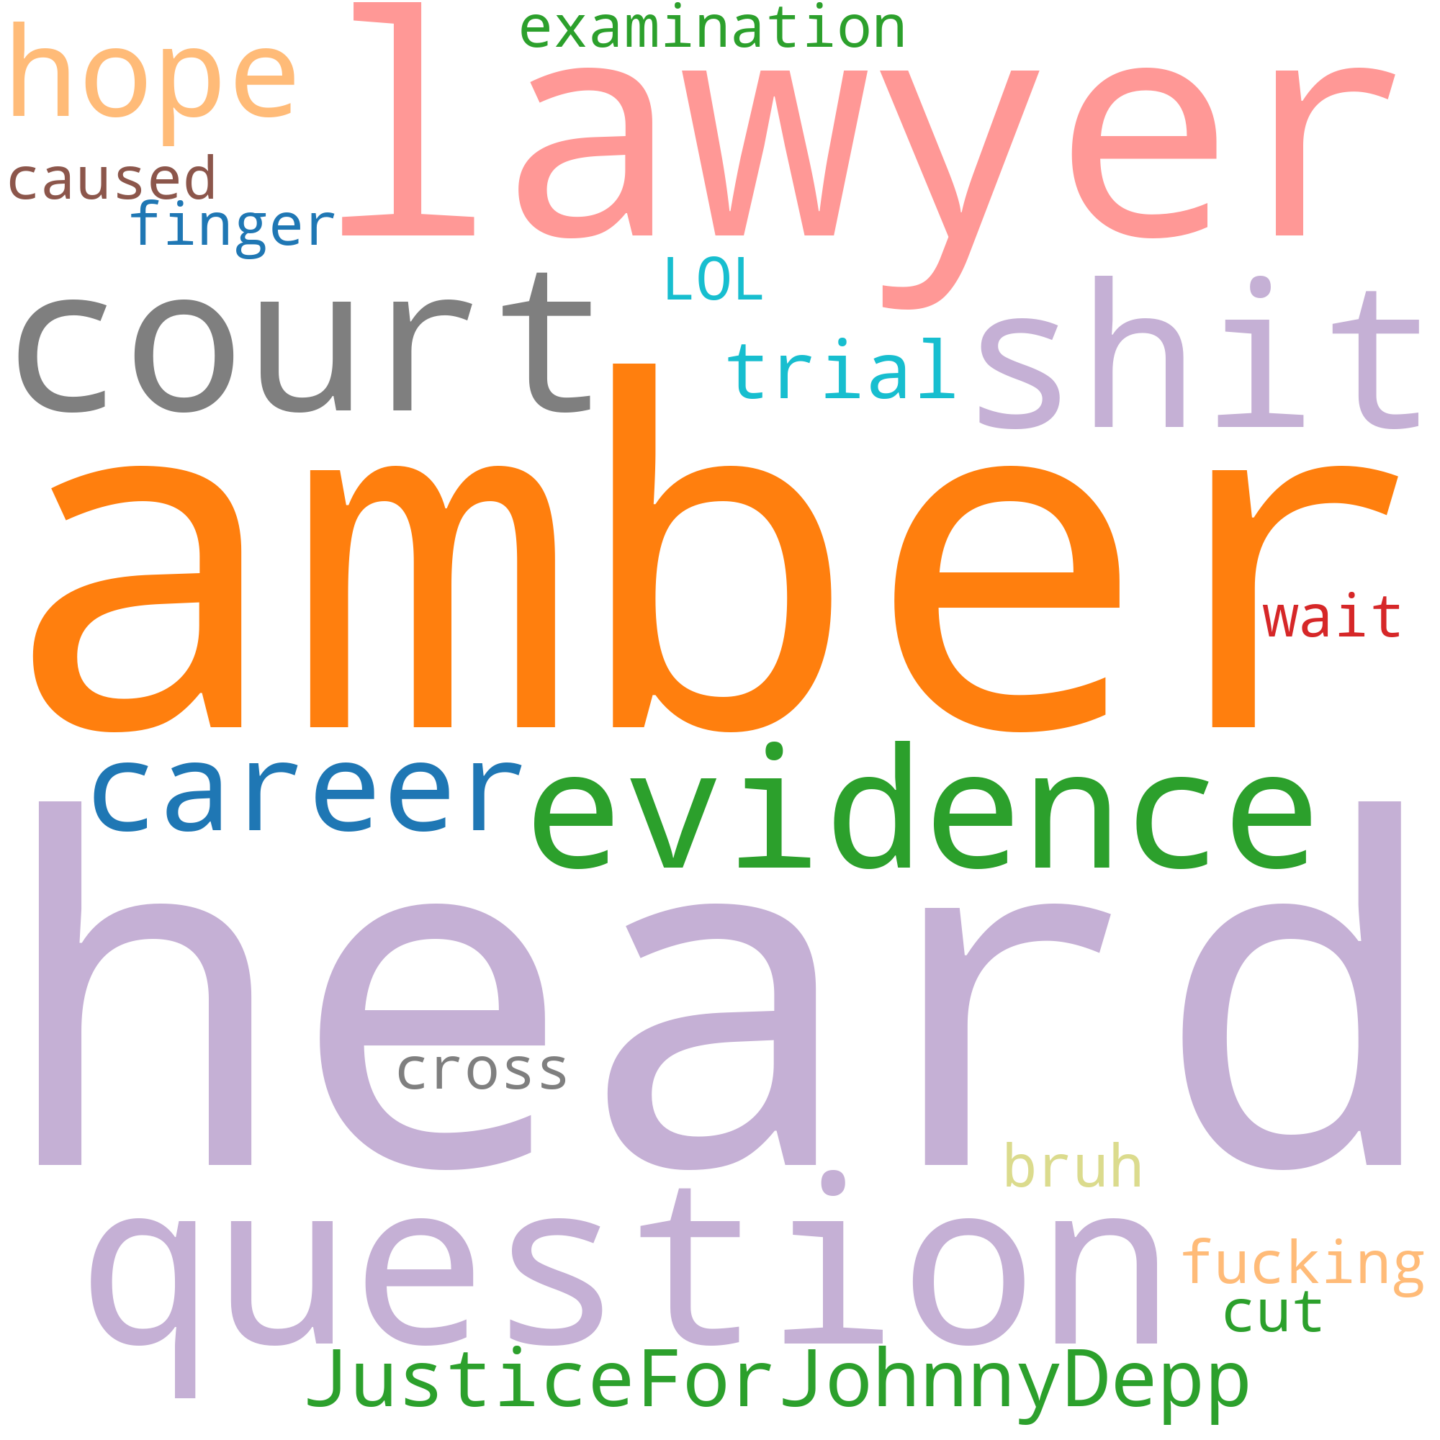 examination
hope lawyer
caused
finger
LOL
court trial shit
amber
wait
career evidence
heard
cross
bruh
question
fucking
cut
JusticeForJohnnyDepp